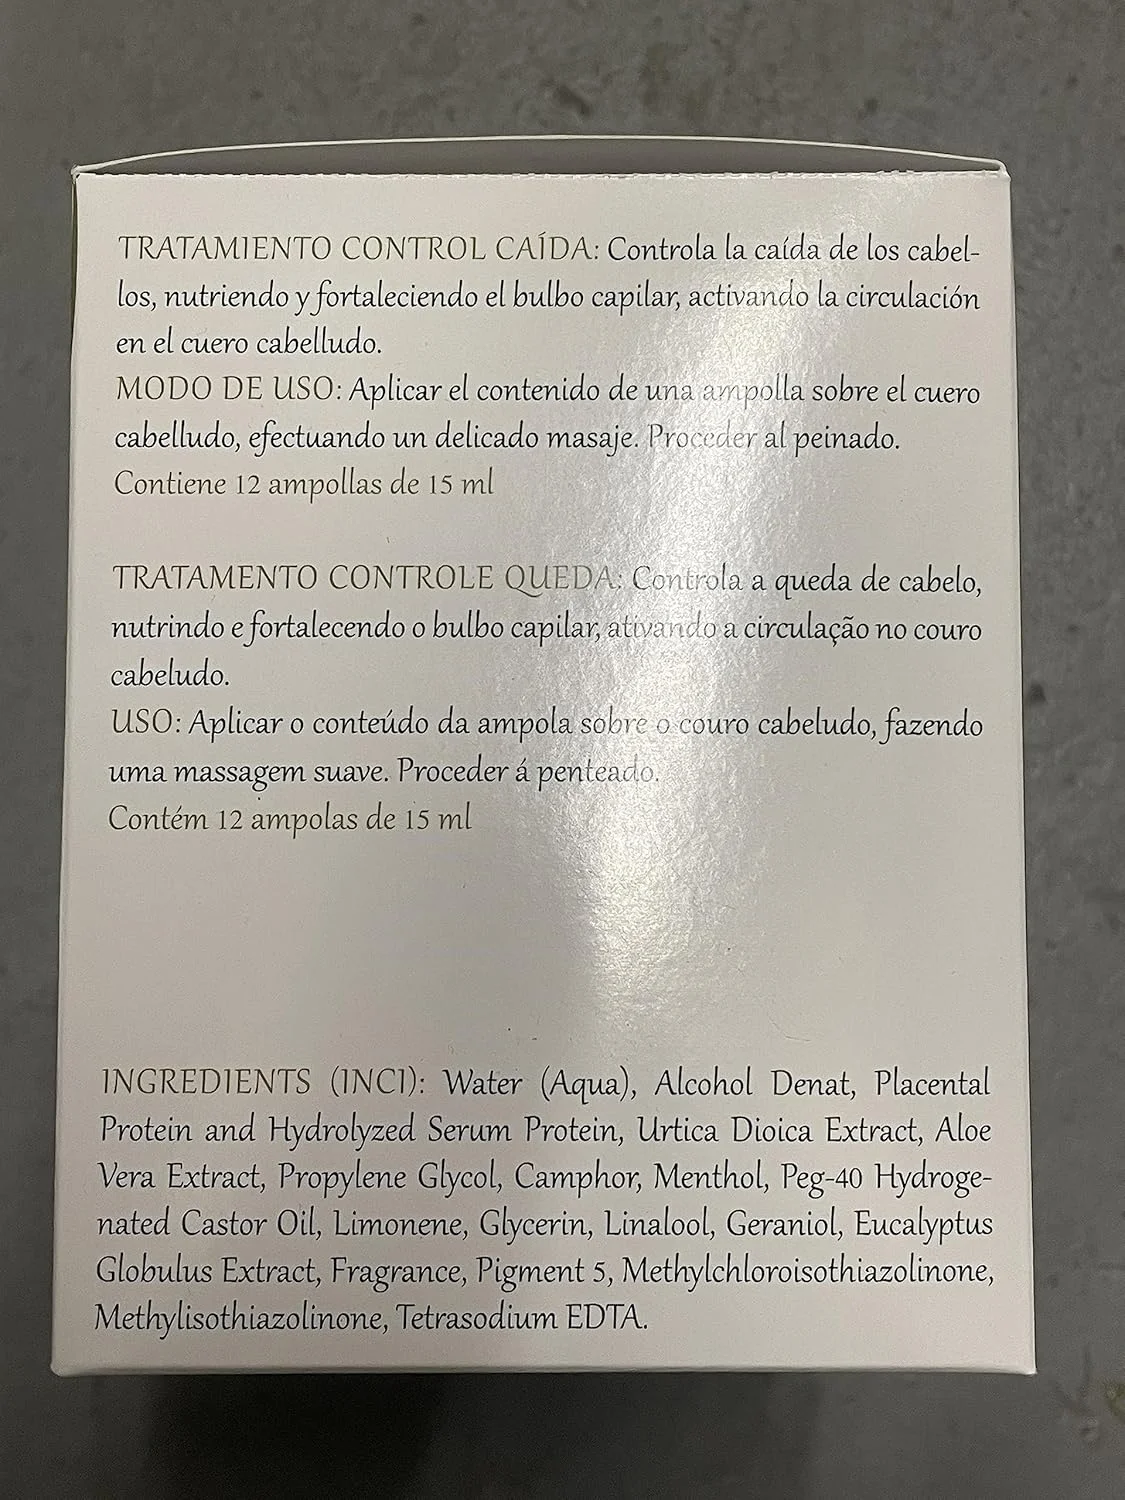 TRATAMIENTO CONTROL CAÍDA: Controla la caída de los cabel-
los, nutriendo y fortaleciendo el bulbo capilar, activando la circulación
en el cuero cabelludo.
MODO DE USO: Aplicar el contenido de una ampolla sobre el cuero
cabelludo, efectuando un delicado masaje. Proceder al peinado.
Contiene 12 ampollas de 15 ml
TRATAMENTO CONTROLE QUEDA: Controla a queda de cabelo,
nutrindo e fortalecendo o bulbo capilar, ativando a circulação no couro
cabeludo.
USO: Aplicar o conteúdo da ampola sobre o couro cabeludo, fazendo
uma massagem suave. Proceder á penteado.
Contém 12 ampolas de 15 ml
INGREDIENTS (INCI): Water (Aqua), Alcohol Denat, Placental
Protein and Hydrolyzed Serum Protein, Urtica Dioica Extract, Aloe
Vera Extract, Propylene Glycol, Camphor, Menthol, Peg-40 Hydroge-
nated Castor Oil, Limonene, Glycerin, Linalool, Geraniol, Eucalyptus
Globulus Extract, Fragrance, Pigment 5, Methylchloroisothiazolinone,
Methylisothiazolinone, Tetrasodium EDTA.